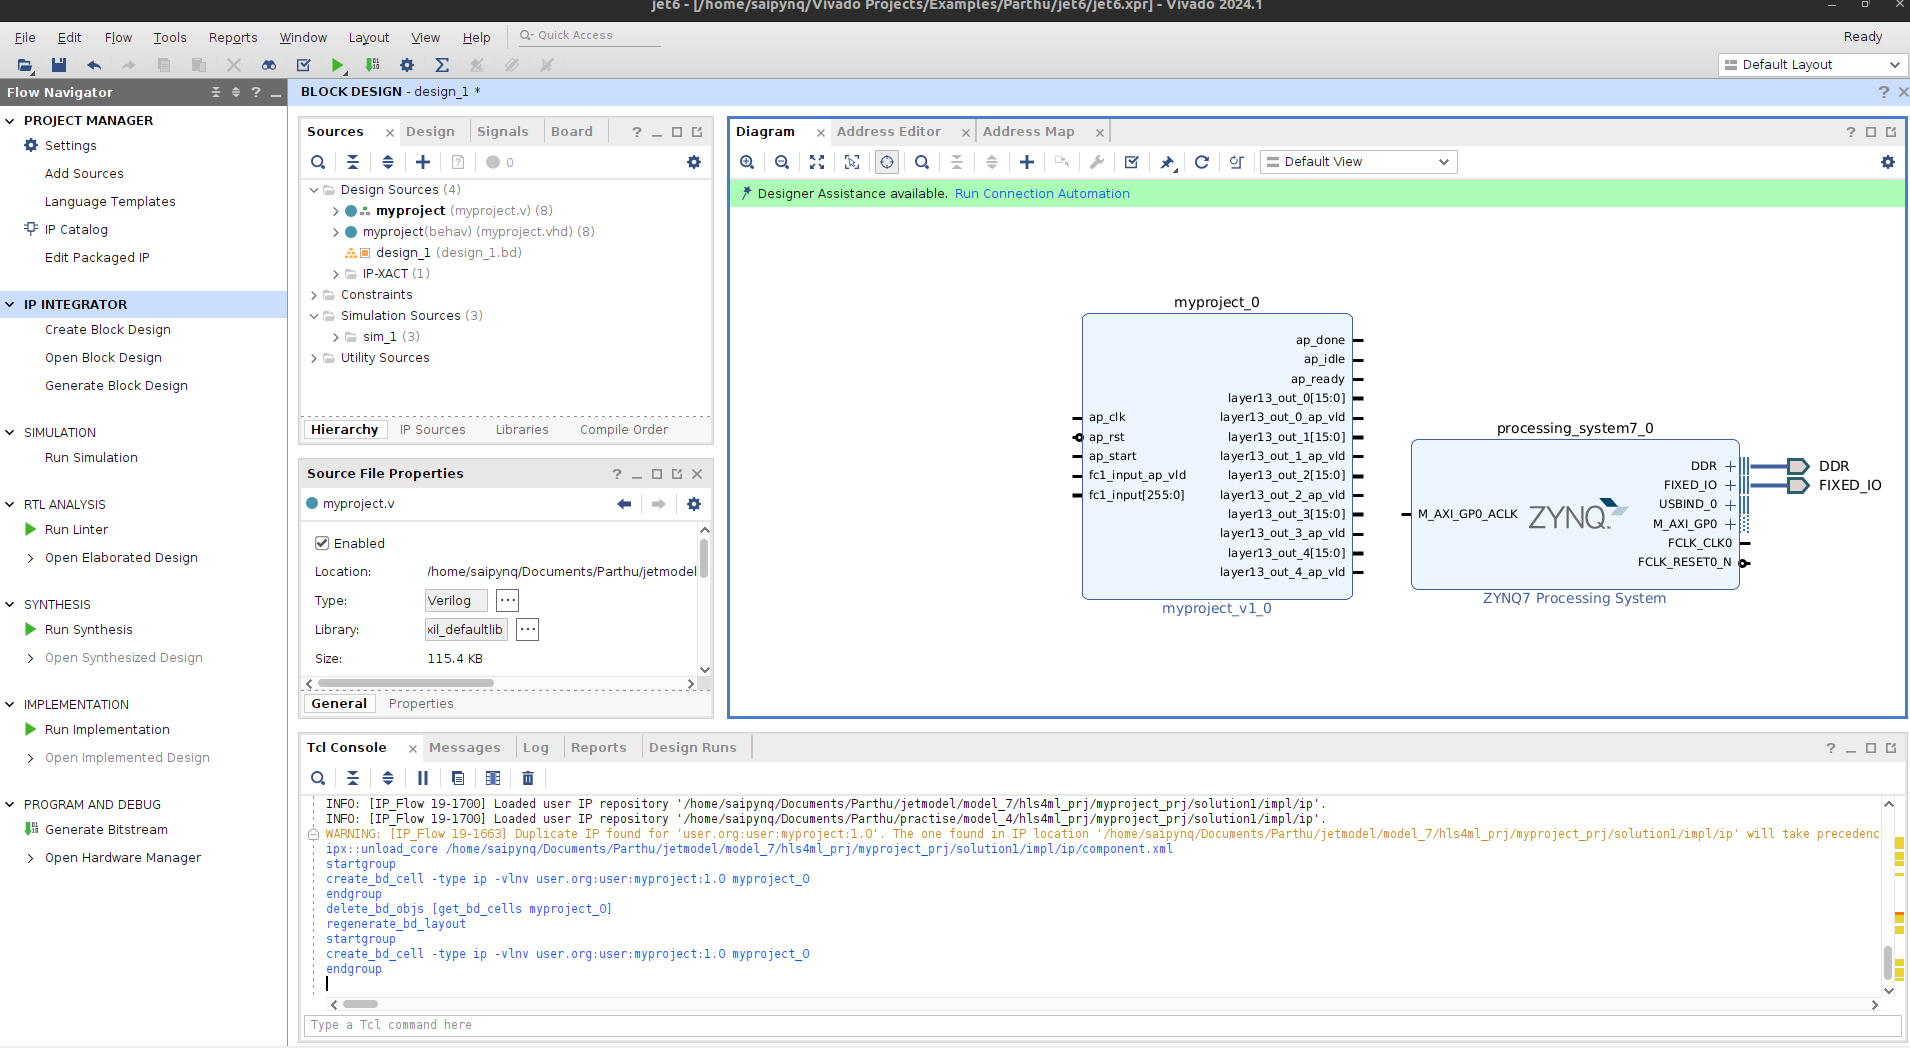 jet6 - [/home/saipynq/Vivado Projects/Examples/Parthu/jet6/jet6.xpr] - Vivado 2024.1
File Edit Flow Tools Reports Window Layout View Help Quick Access Ready
Default Layout
Flow Navigator
PROJECT MANAGER
Settings
Add Sources
Language Templates
IP Catalog
Edit Packaged IP
IP INTEGRATOR
Create Block Design
Open Block Design
Generate Block Design
SIMULATION
Run Simulation
RTL ANALYSIS
Run Linter
Open Elaborated Design
SYNTHESIS
Run Synthesis
Open Synthesized Design
IMPLEMENTATION
Run Implementation
Open Implemented Design
PROGRAM AND DEBUG
Generate Bitstream
Open Hardware Manager
BLOCK DESIGN - design_1 *
Sources Design Signals Board
0
Design Sources (4)
myproject (myproject.v) (8)
myproject(behav) (myproject.vhd) (8)
design_1 (design_1.bd)
IP-XACT (1)
Constraints
Simulation Sources (3)
sim_1 (3)
Utility Sources
Hierarchy IP Sources Libraries Compile Order
Source File Properties
myproject.v
Enabled
Location: /home/saipynq/Documents/Parthu/jetmodel
Type: Verilog ...
Library: xil_defaultlib ...
Size: 115.4 KB
General Properties
Diagram Address Editor Address Map
Default View
Designer Assistance available. Run Connection Automation
myproject_0
ap_done
ap_idle
ap_ready
layer13_out_0[15:0]
ap_clk layer13_out_0_ap_vld
ap_rst layer13_out_1[15:0]
ap_start layer13_out_1_ap_vld
fc1_input_ap_vld layer13_out_2[15:0]
fc1_input[255:0] layer13_out_2_ap_vld
layer13_out_3[15:0]
layer13_out_3_ap_vld
layer13_out_4[15:0]
layer13_out_4_ap_vld
myproject_v1_0
processing_system7_0
DDR DDR
FIXED_IO FIXED_IO
USBIND_0
M_AXI_GP0_ACLK ZYNQ M_AXI_GP0
FCLK_CLK0
FCLK_RESET0_N
ZYNQ7 Processing System
Tcl Console Messages Log Reports Design Runs
INFO: [IP_Flow 19-1700] Loaded user IP repository '/home/saipynq/Documents/Parthu/jetmodel/model_7/hls4ml_prj/myproject_prj/solution1/impl/ip'.
INFO: [IP_Flow 19-1700] Loaded user IP repository '/home/saipynq/Documents/Parthu/practise/model_4/hls4ml_prj/myproject_prj/solution1/impl/ip'.
WARNING: [IP_Flow 19-1663] Duplicate IP found for 'user.org:user:myproject:1.0'. The one found in IP location '/home/saipynq/Documents/Parthu/jetmodel/model_7/hls4ml_prj/myproject_prj/solution1/impl/ip' will take precedenc
ipx::unload_core /home/saipynq/Documents/Parthu/jetmodel/model_7/hls4ml_prj/myproject_prj/solution1/impl/ip/component.xml
startgroup
create_bd_cell -type ip -vlnv user.org:user:myproject:1.0 myproject_0
endgroup
delete_bd_objs [get_bd_cells myproject_0]
regenerate_bd_layout
startgroup
create_bd_cell -type ip -vlnv user.org:user:myproject:1.0 myproject_0
endgroup
Type a Tcl command here